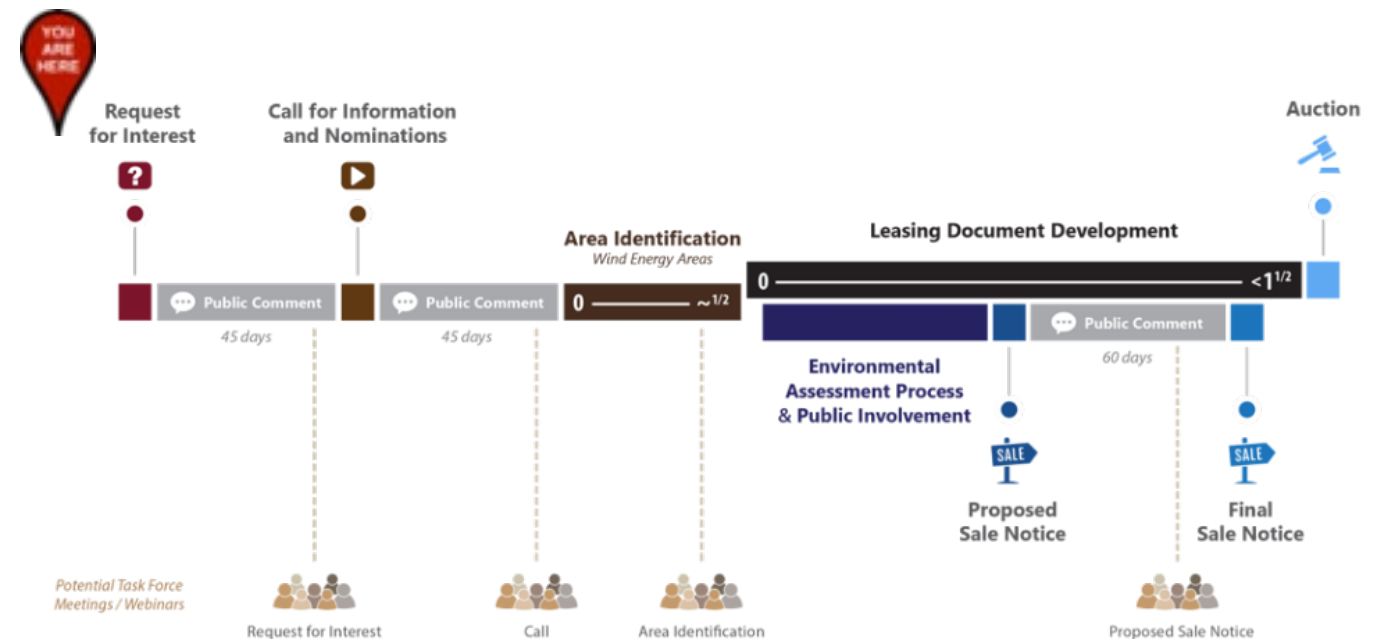 YOU
ARE
HERE
Request
for Interest
Call for Information
and Nominations
Auction
?
Area Identification
Wind Energy Areas
Leasing Document Development
0
<1 1/2
Public Comment
Public Comment
0
~1/2
Public Comment
45 days
45 days
60 days
Environmental
Assessment Process
& Public Involvement
SALE
SALE
Proposed
Sale Notice
Final
Sale Notice
Potential Task Force
Meetings / Webinars
Request for Interest
Call
Area Identification
Proposed Sale Notice